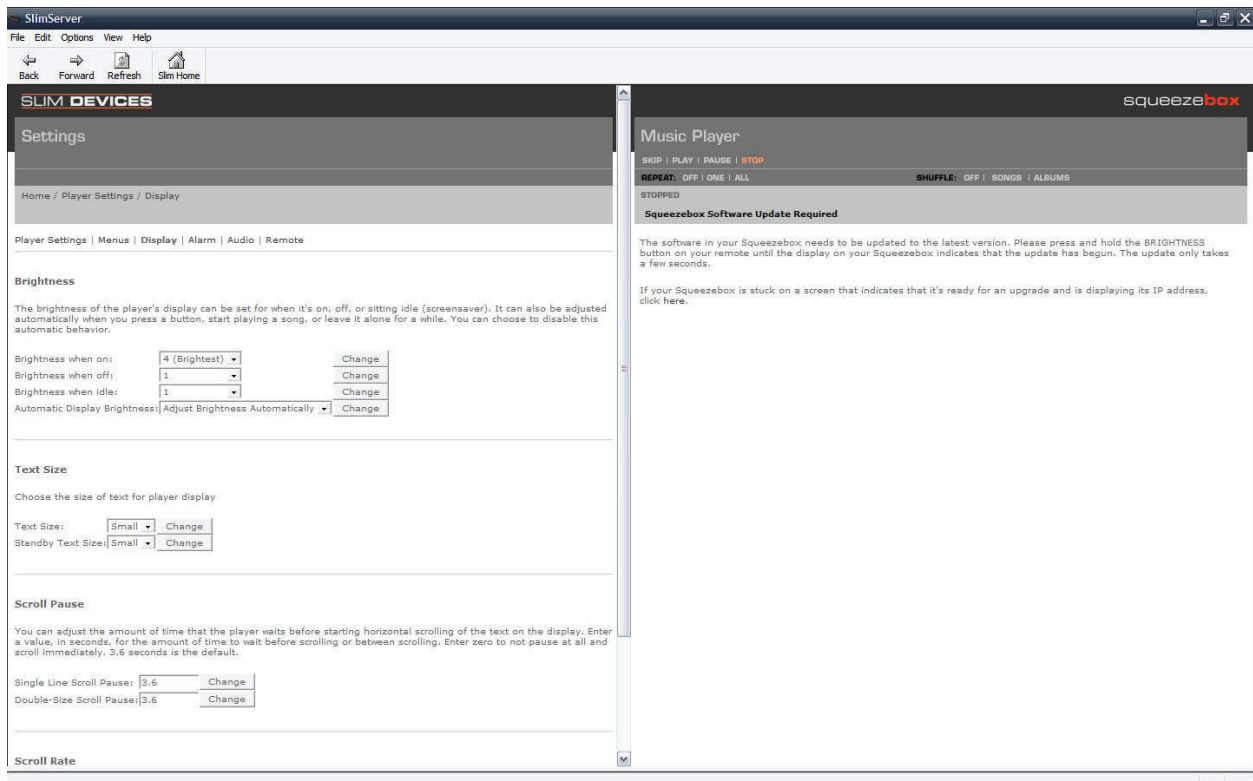 SlimServer
File Edit Options View Help
Back Forward Refresh Slim Home
SLIM DEVICES
Settings
Home / Player Settings / Display
Player Settings | Menus | Display | Alarm | Audio | Remote
Brightness
The brightness of the player's display can be set for when it's on, off, or sitting idle (screensaver). It can also be adjusted
automatically when you press a button, start playing a song, or leave it alone for a while. You can choose to disable this
automatic behavior.
Brightness when on: 4 (Brightest) Change
Brightness when off: 1 Change
Brightness when idle: 1 Change
Automatic Display Brightness: Adjust Brightness Automatically Change
Text Size
Choose the size of text for player display
Text Size: Small Change
Standby Text Size: Small Change
Scroll Pause
You can adjust the amount of time that the player waits before starting horizontal scrolling of the text on the display. Enter
a value, in seconds, for the amount of time to wait before scrolling or between scrolling. Enter zero to not pause at all and
scroll immediately. 3.6 seconds is the default.
Single Line Scroll Pause: 3.6 Change
Double-Size Scroll Pause: 3.6 Change
Scroll Rate
squeezebox
Music Player
SKIP | PLAY | PAUSE | STOP
REPEAT: OFF | ONE | ALL SHUFFLE: OFF | SONGS | ALBUMS
STOPPED
Squeezebox Software Update Required
The software in your Squeezebox needs to be updated to the latest version. Please press and hold the BRIGHTNESS
button on your remote until the display on your Squeezebox indicates that the update has begun. The update only takes
a few seconds.
If your Squeezebox is stuck on a screen that indicates that it's ready for an upgrade and is displaying its IP address,
click here.